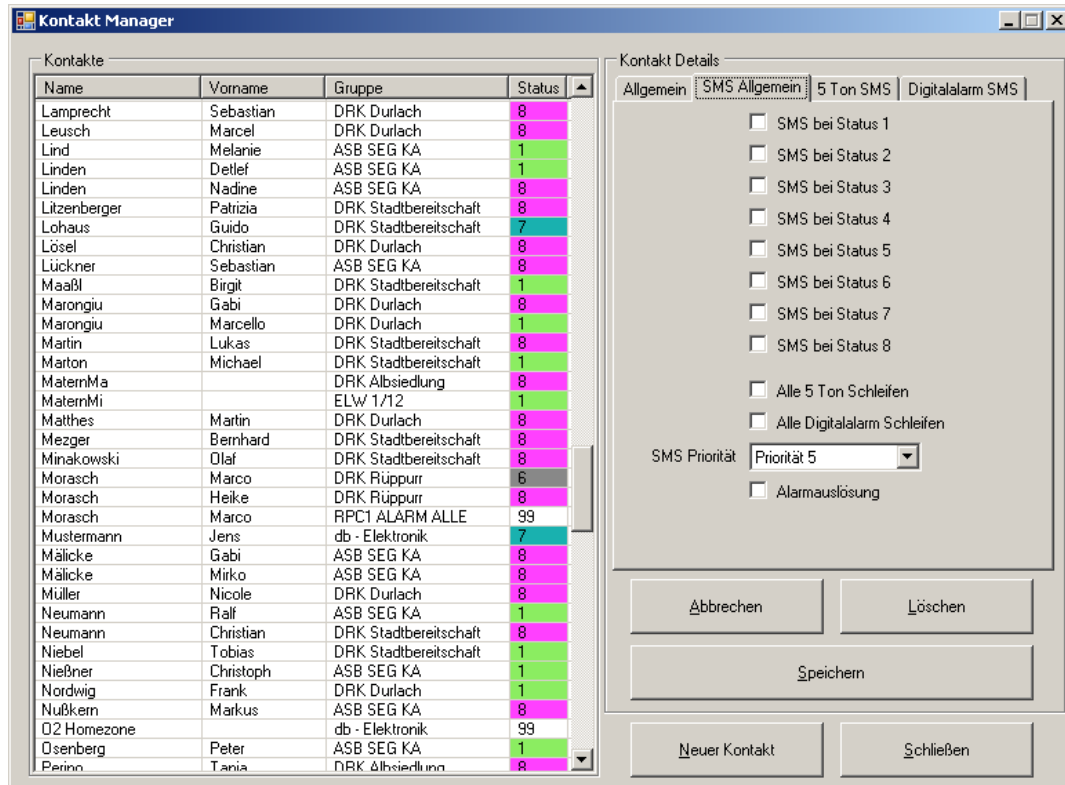 Kontakt Manager
Kontakte
Name Vorname Gruppe Status
Lamprecht Sebastian DRK Durlach 8
Leusch Marcel DRK Durlach 8
Lind Melanie ASB SEG KA 1
Linden Detlef ASB SEG KA 1
Linden Nadine ASB SEG KA 8
Litzenberger Patrizia DRK Stadtbereitschaft 8
Lohaus Guido DRK Stadtbereitschaft 7
Lösel Christian DRK Durlach 8
Lückner Sebastian ASB SEG KA 8
Maaßl Birgit DRK Stadtbereitschaft 1
Marongiu Gabi DRK Durlach 8
Marongiu Marcello DRK Durlach 1
Martin Lukas DRK Stadtbereitschaft 8
Marton Michael DRK Stadtbereitschaft 1
MaternMa DRK Albsiedlung 8
MaternMi ELW 1/12 1
Matthes Martin DRK Durlach 8
Mezger Bernhard DRK Stadtbereitschaft 8
Minakowski Olaf DRK Stadtbereitschaft 8
Morasch Marco DRK Rüppurr 6
Morasch Heike DRK Rüppurr 8
Morasch Marco RPC1 ALARM ALLE 99
Mustermann Jens db - Elektronik 7
Mälicke Gabi ASB SEG KA 8
Mälicke Mirko ASB SEG KA 8
Müller Nicole DRK Durlach 8
Neumann Ralf ASB SEG KA 1
Neumann Christian DRK Stadtbereitschaft 8
Niebel Tobias DRK Stadtbereitschaft 1
Nießner Christoph ASB SEG KA 1
Nordwig Frank DRK Durlach 1
Nußkern Markus ASB SEG KA 8
O2 Homezone db - Elektronik 99
Osenberg Peter ASB SEG KA 1
Perino Tania DRK Albsiedlung 8
Kontakt Details
Allgemein SMS Allgemein 5 Ton SMS Digitalalarm SMS
SMS bei Status 1
SMS bei Status 2
SMS bei Status 3
SMS bei Status 4
SMS bei Status 5
SMS bei Status 6
SMS bei Status 7
SMS bei Status 8
Alle 5 Ton Schleifen
Alle Digitalalarm Schleifen
SMS Priorität Priorität 5
Alarmauslösung
Abbrechen Löschen
Speichern
Neuer Kontakt Schließen